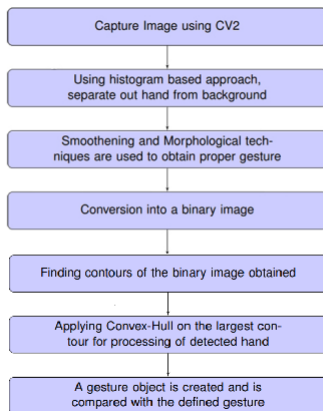 Capture Image using CV2
Using histogram based approach,
separate out hand from background
Smoothening and Morphological tech-
niques are used to obtain proper gesture
Conversion into a binary image
Finding contours of the binary image obtained
Applying Convex-Hull on the largest con-
tour for processing of detected hand
A gesture object is created and is
compared with the defined gesture